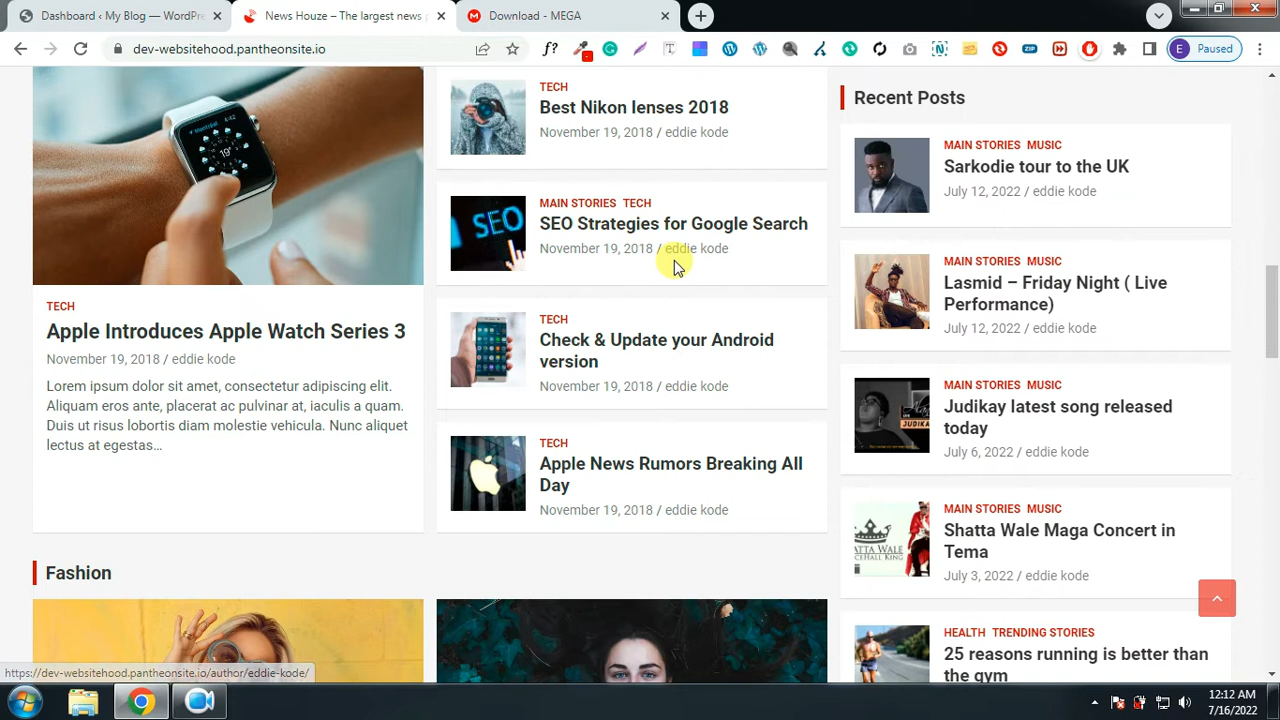 Dashboard ‹ My Blog — WordPre
News Houze – The largest news p
Download - MEGA
dev-websitehood.pantheonsite.io
f?
ZIP
E Paused
TECH
Apple Introduces Apple Watch Series 3
November 19, 2018 / eddie kode
Lorem ipsum dolor sit amet, consectetur adipiscing elit.
Aliquam eros ante, placerat ac pulvinar at, iaculis a quam.
Duis ut risus lobortis diam molestie vehicula. Nunc aliquet
lectus at egestas…
TECH
Best Nikon lenses 2018
November 19, 2018 / eddie kode
SEO
MAIN STORIES TECH
SEO Strategies for Google Search
November 19, 2018 / eddie kode
TECH
Check & Update your Android
version
November 19, 2018 / eddie kode
TECH
Apple News Rumors Breaking All
Day
November 19, 2018 / eddie kode
Recent Posts
MAIN STORIES MUSIC
Sarkodie tour to the UK
July 12, 2022 / eddie kode
MAIN STORIES MUSIC
Lasmid – Friday Night ( Live
Performance)
July 12, 2022 / eddie kode
JUDIKA
MAIN STORIES MUSIC
Judikay latest song released
today
July 6, 2022 / eddie kode
ATTA WALE
HALL KING
MAIN STORIES MUSIC
Shatta Wale Maga Concert in
Tema
July 3, 2022 / eddie kode
HEALTH TRENDING STORIES
25 reasons running is better than
the gym
Fashion
https://dev-websitehood.pantheonsite.io/author/eddie-kode/
12:12 AM
7/16/2022